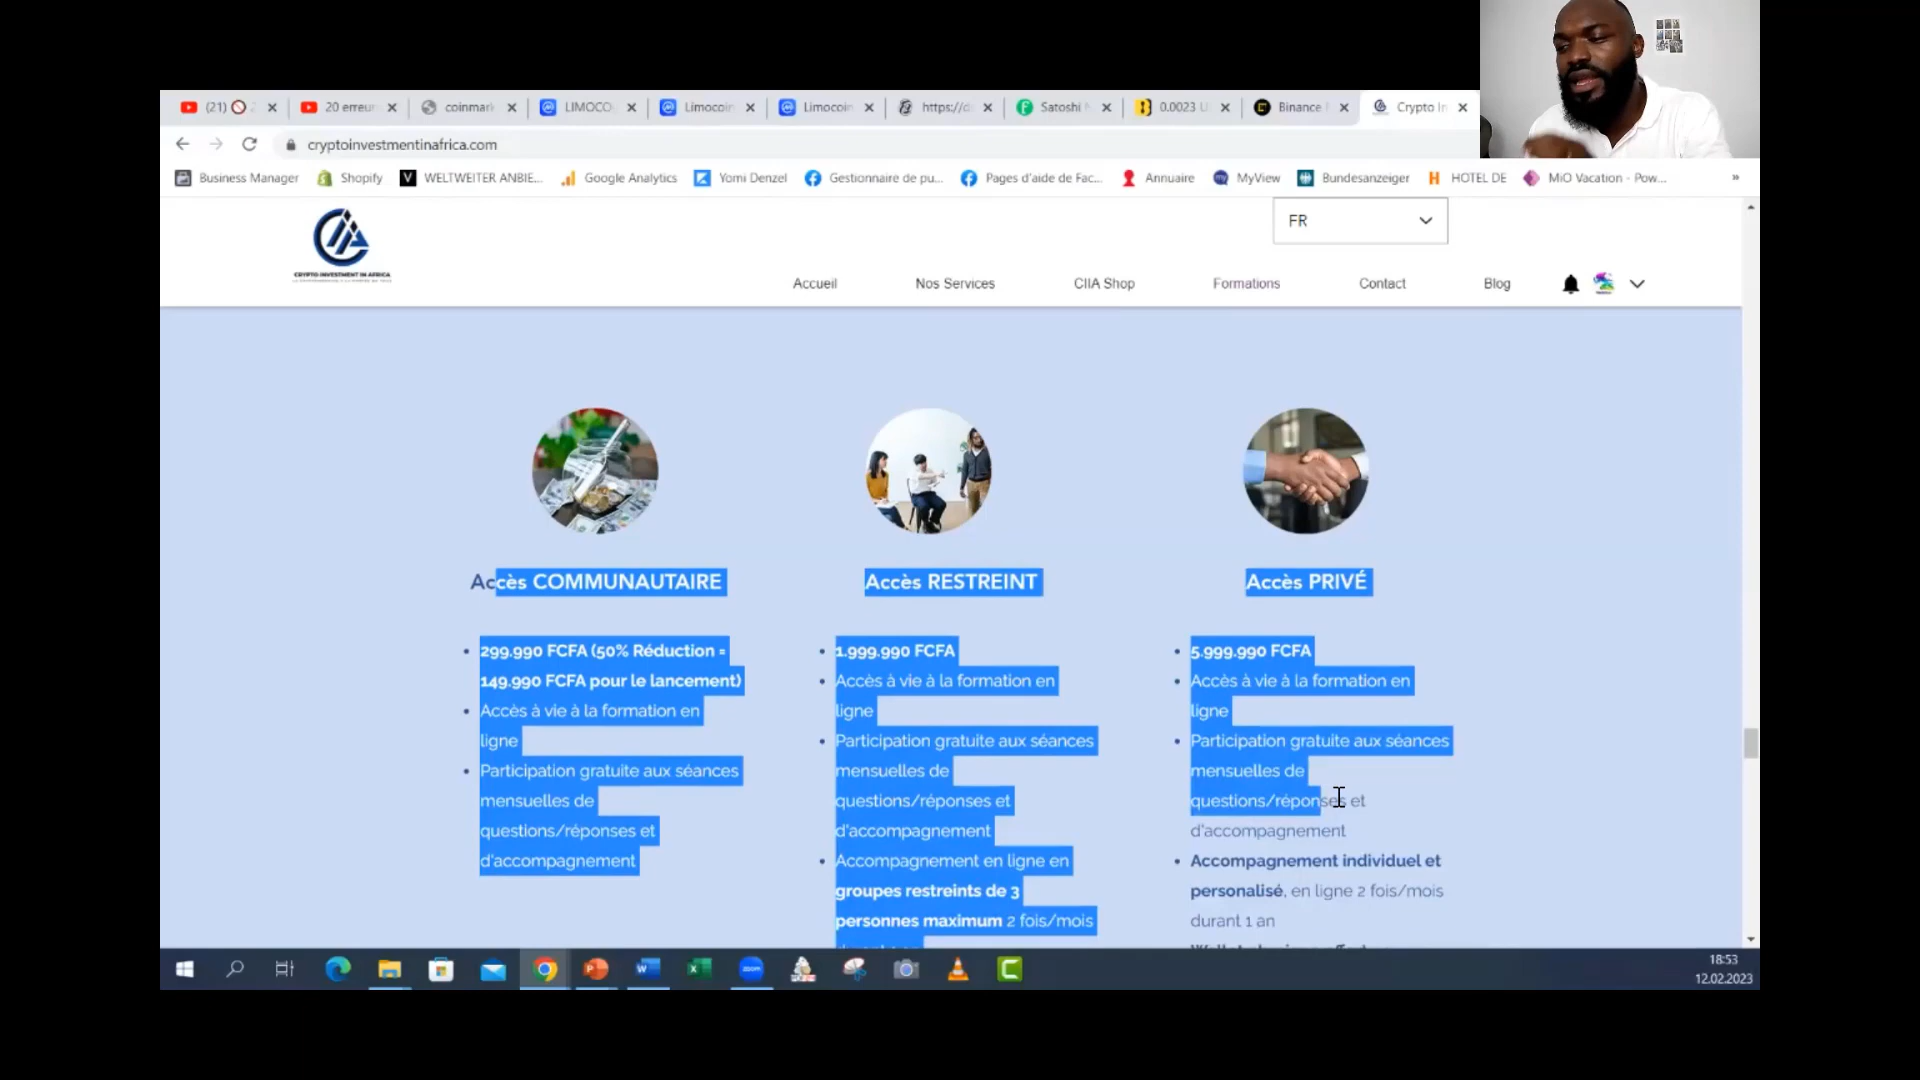 (21)
20 erreur
coinmark
LIMOCO
Limocoin
Limocoin
https://d
Satoshi
0.0023 U
Binance
Crypto In
cryptoinvestmentinafrica.com
Business Manager
Shopify
WELTWEITER ANBIE...
Google Analytics
Yomi Denzel
Gestionnaire de pu...
Pages d'aide de Fac...
Annuaire
MyView
Bundesanzeiger
HOTEL DE
MiO Vacation - Pow...
»
FR
CRYPTO INVESTMENT IN AFRICA
Accueil
Nos Services
CIIA Shop
Formations
Contact
Blog
Accès COMMUNAUTAIRE
299.990 FCFA (50% Réduction =
149.990 FCFA pour le lancement)
Accès à vie à la formation en
ligne
Participation gratuite aux séances
mensuelles de
questions/réponses et
d'accompagnement
Accès RESTREINT
1.999.990 FCFA
Accès à vie à la formation en
ligne
Participation gratuite aux séances
mensuelles de
questions/réponses et
d'accompagnement
Accompagnement en ligne en
groupes restreints de 3
personnes maximum 2 fois/mois
Accès PRIVÉ
5.999.990 FCFA
Accès à vie à la formation en
ligne
Participation gratuite aux séances
mensuelles de
questions/réponses et
d'accompagnement
Accompagnement individuel et
personalisé, en ligne 2 fois/mois
durant 1 an
18:53
12.02.2023